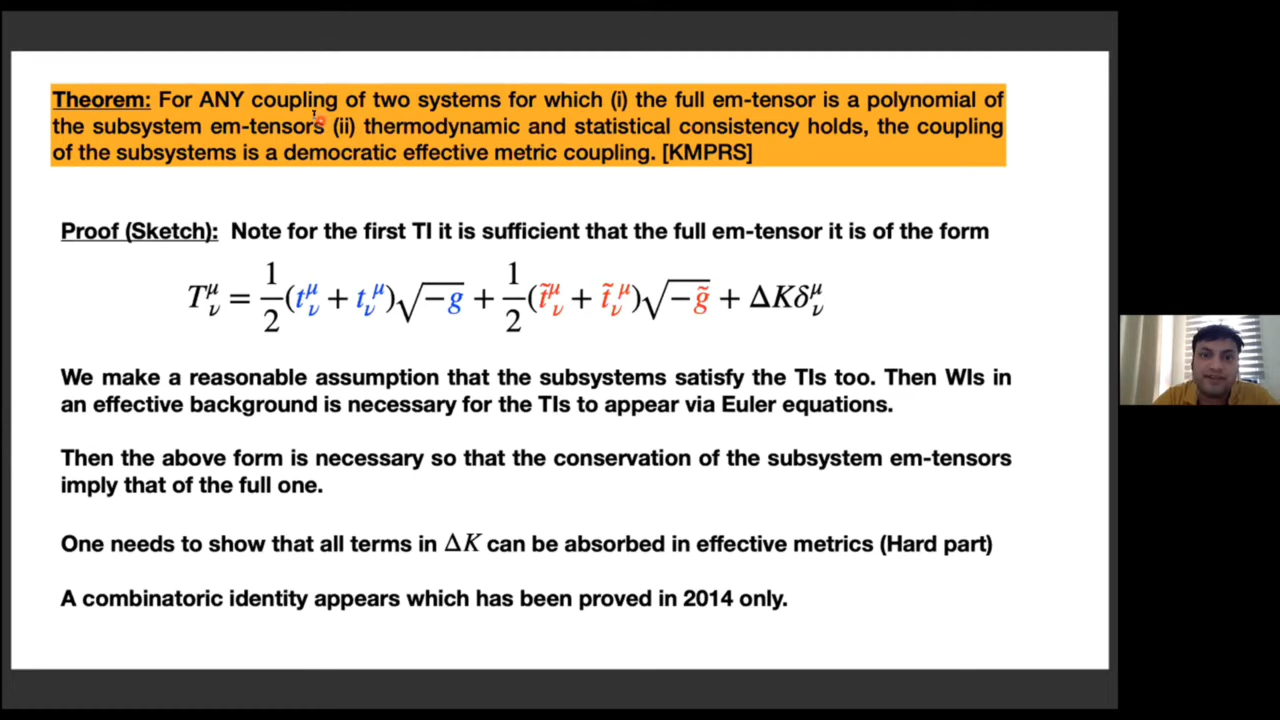 Theorem: For ANY coupling of two systems for which (i) the full em-tensor is a polynomial of
the subsystem em-tensors (ii) thermodynamic and statistical consistency holds, the coupling
of the subsystems is a democratic effective metric coupling. [KMPRS]
Proof (Sketch): Note for the first TI it is sufficient that the full em-tensor it is of the form
T^μ_ν = 1/2 (t^μ_ν + t_ν^μ)√−g + 1/2 (t̃^μ_ν + t̃_ν^μ)√−g̃ + ΔKδ^μ_ν
We make a reasonable assumption that the subsystems satisfy the TIs too. Then WIs in
an effective background is necessary for the TIs to appear via Euler equations.
Then the above form is necessary so that the conservation of the subsystem em-tensors
imply that of the full one.
One needs to show that all terms in ΔK can be absorbed in effective metrics (Hard part)
A combinatoric identity appears which has been proved in 2014 only.